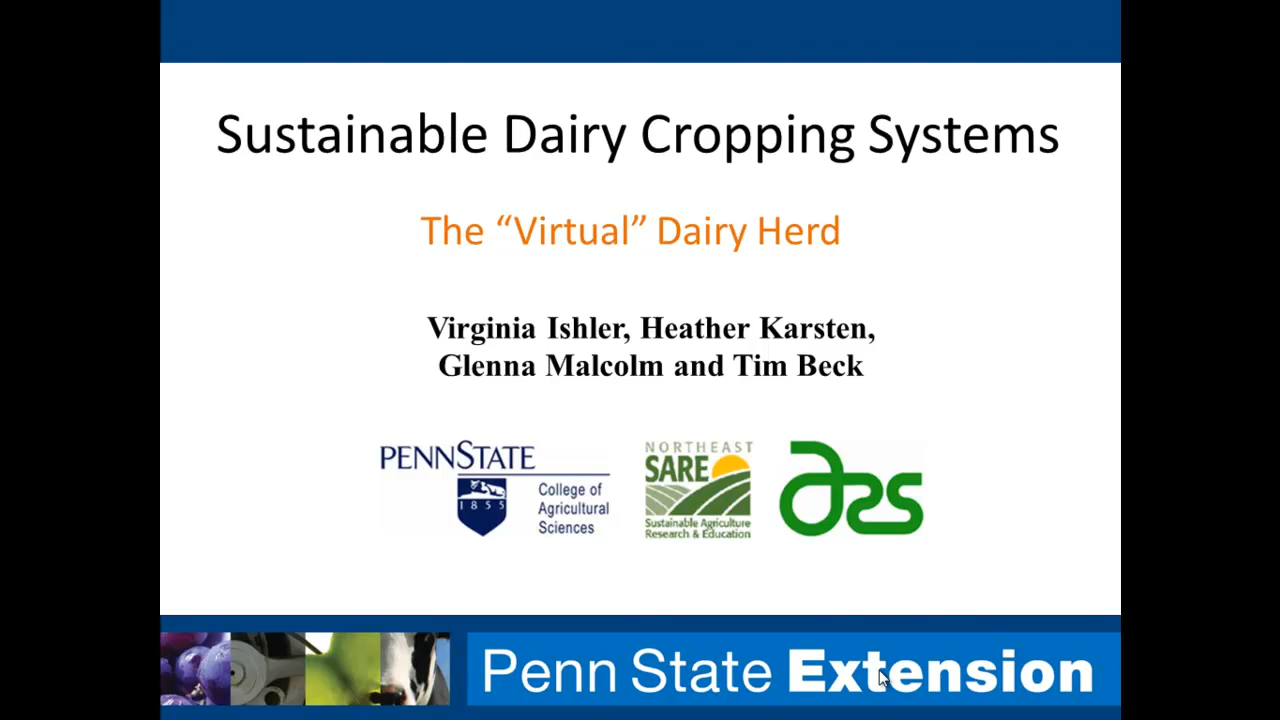 Sustainable Dairy Cropping Systems
The “Virtual” Dairy Herd
Virginia Ishler, Heather Karsten,
Glenna Malcolm and Tim Beck
PENNSTATE
1855
College of
Agricultural
Sciences
NORTHEAST
SARE
Sustainable Agriculture
Research & Education
ars
Penn State Extension